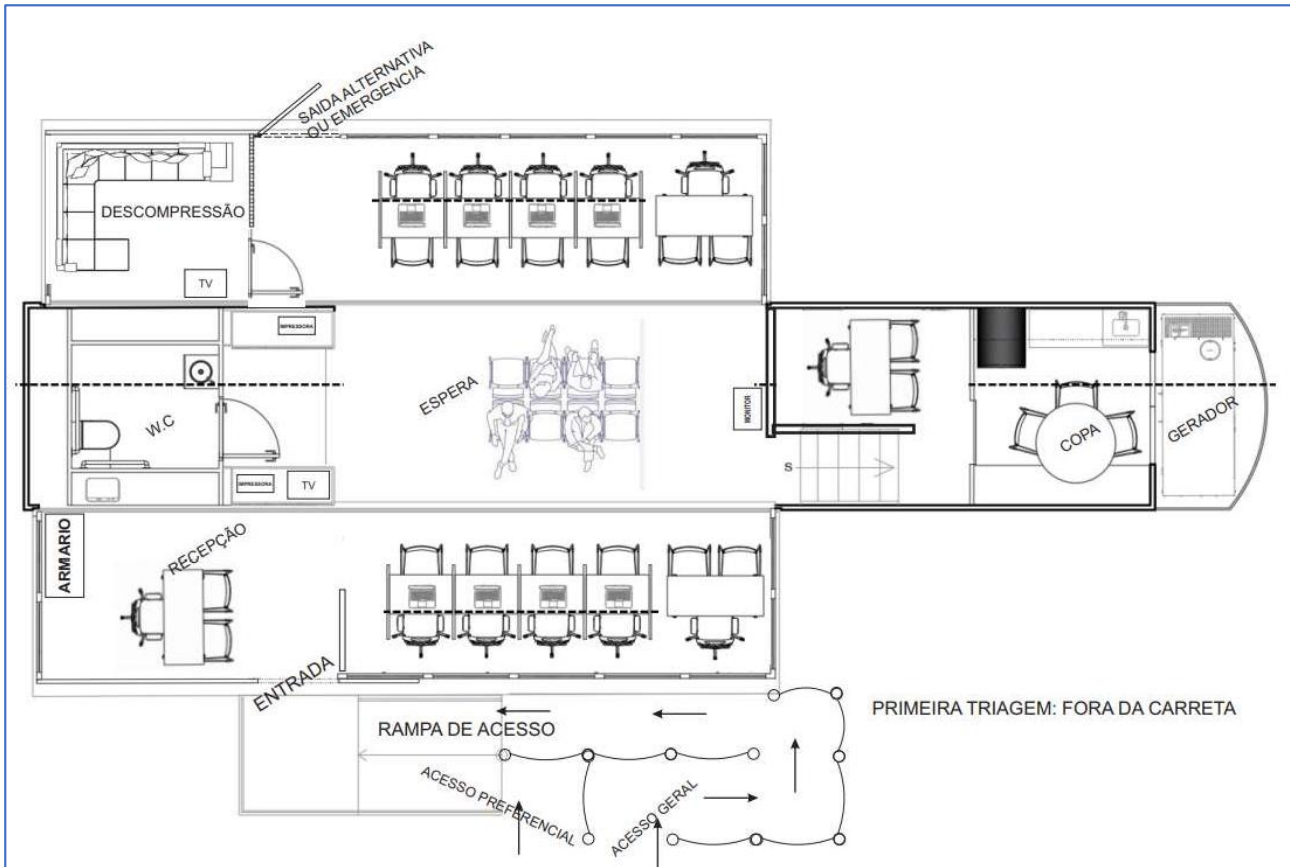 SAIDA ALTERNATIVA
OU EMERGENCIA
DESCOMPRESSÃO
TV
IMPRESSORA
ESPERA
W.C
MONITOR
COPA
GERADOR
S
IMPRESSORA
TV
ARMARIO
RECEPÇÃO
ENTRADA
RAMPA DE ACESSO
PRIMEIRA TRIAGEM: FORA DA CARRETA
ACESSO PREFERENCIAL
ACESSO GERAL